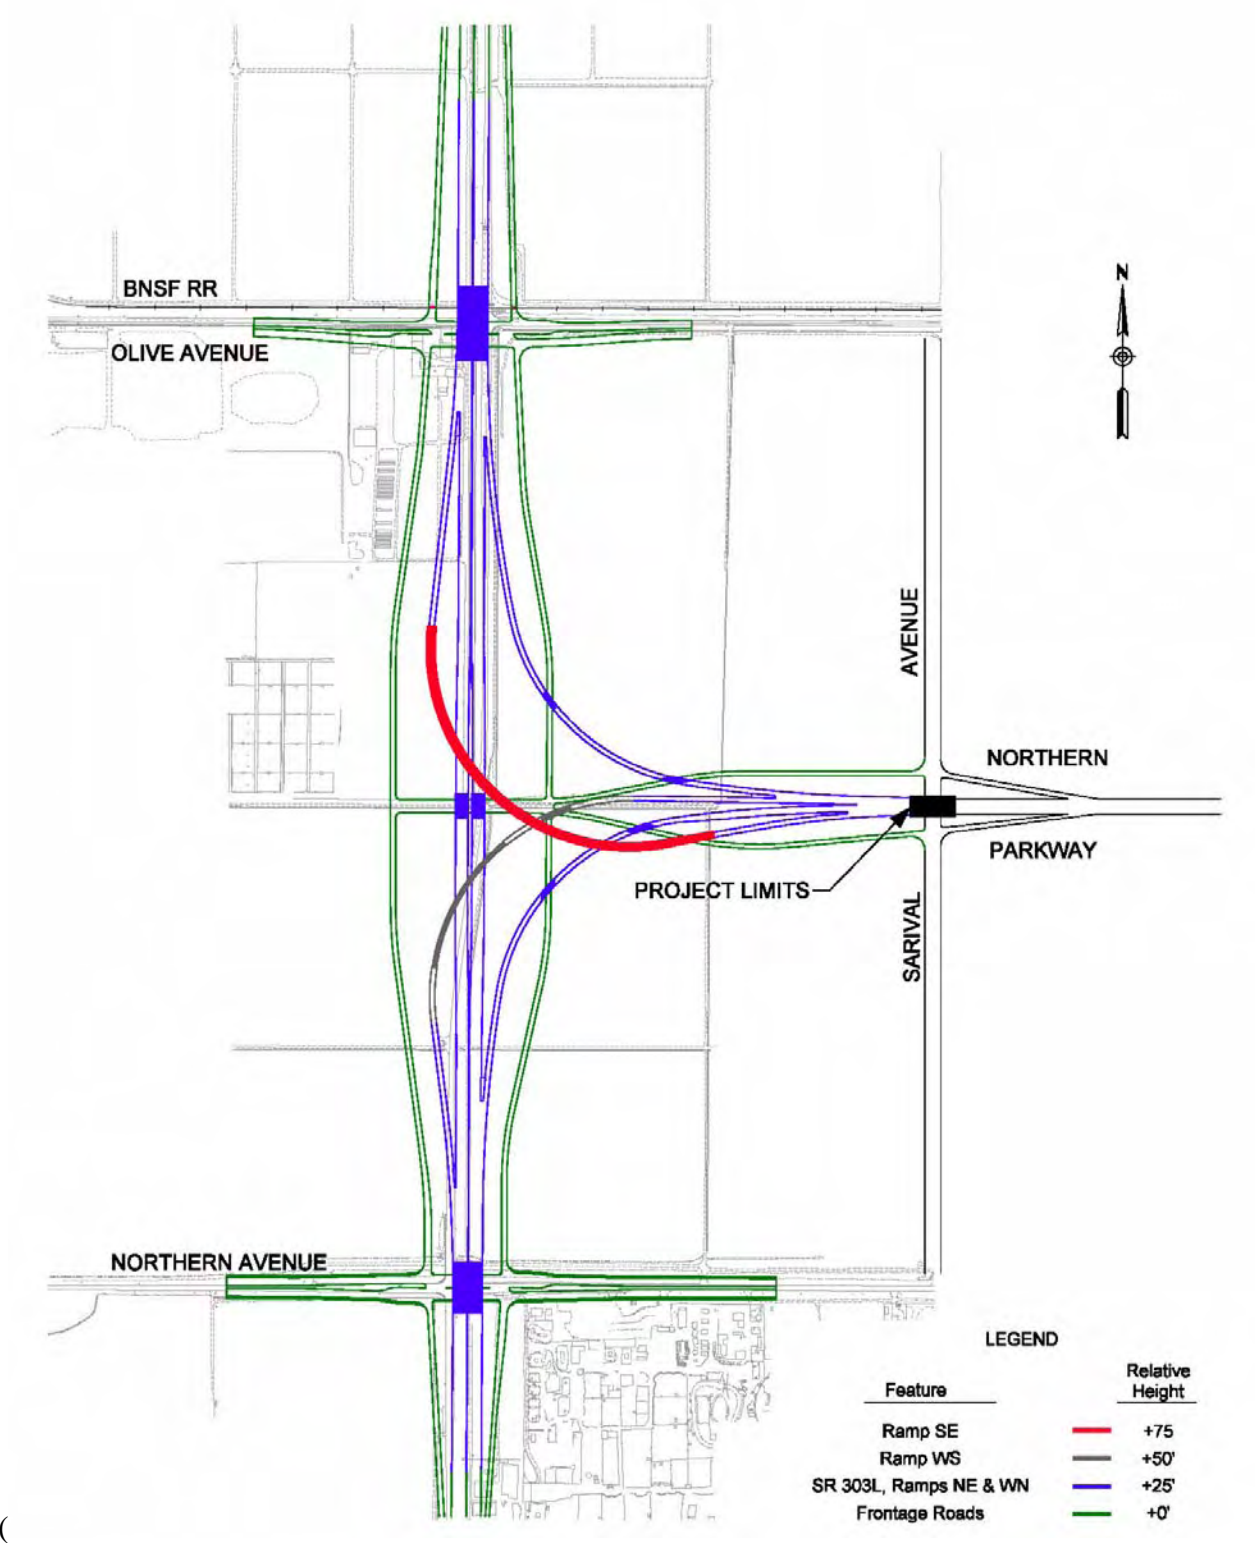 N
BNSF RR
OLIVE AVENUE
AVENUE
NORTHERN
PARKWAY
PROJECT LIMITS
SARIVAL
NORTHERN AVENUE
LEGEND
Feature Relative Height
Ramp SE +75
Ramp WS +50'
SR 303L, Ramps NE & WN +25'
Frontage Roads +0'
(